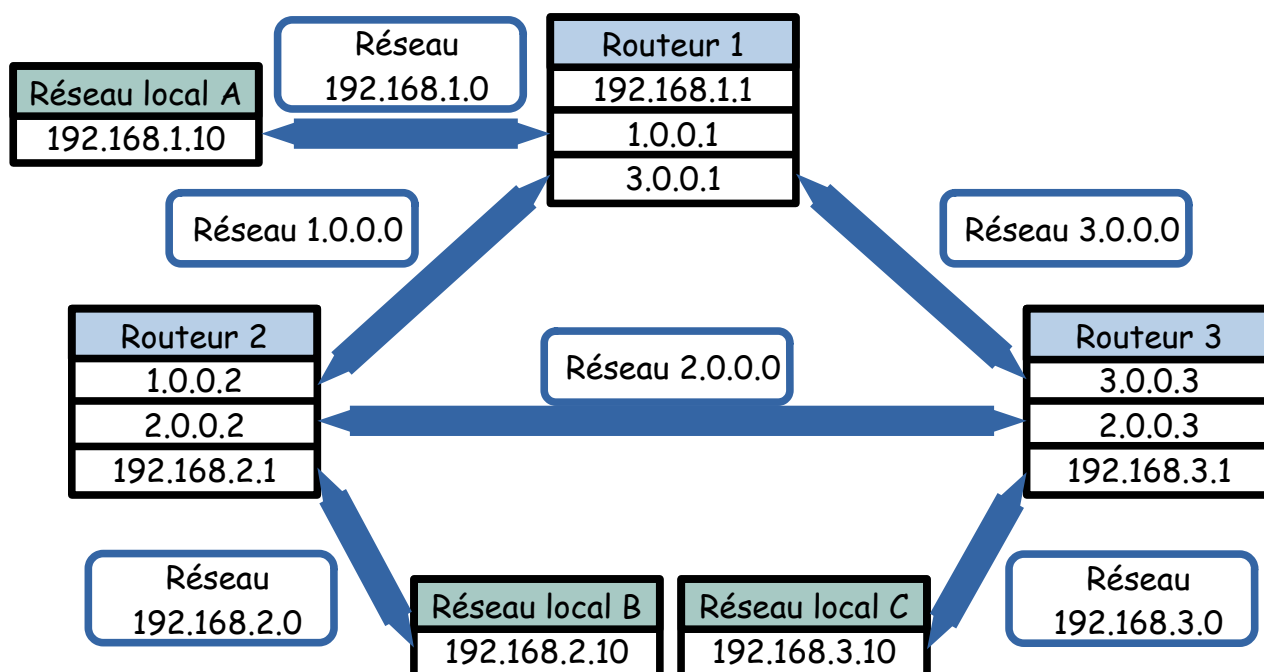 Réseau
192.168.1.0
Routeur 1
192.168.1.1
1.0.0.1
3.0.0.1
Réseau local A
192.168.1.10
Réseau 1.0.0.0
Réseau 3.0.0.0
Routeur 2
1.0.0.2
2.0.0.2
192.168.2.1
Réseau 2.0.0.0
Routeur 3
3.0.0.3
2.0.0.3
192.168.3.1
Réseau
192.168.2.0
Réseau local B
192.168.2.10
Réseau local C
192.168.3.10
Réseau
192.168.3.0